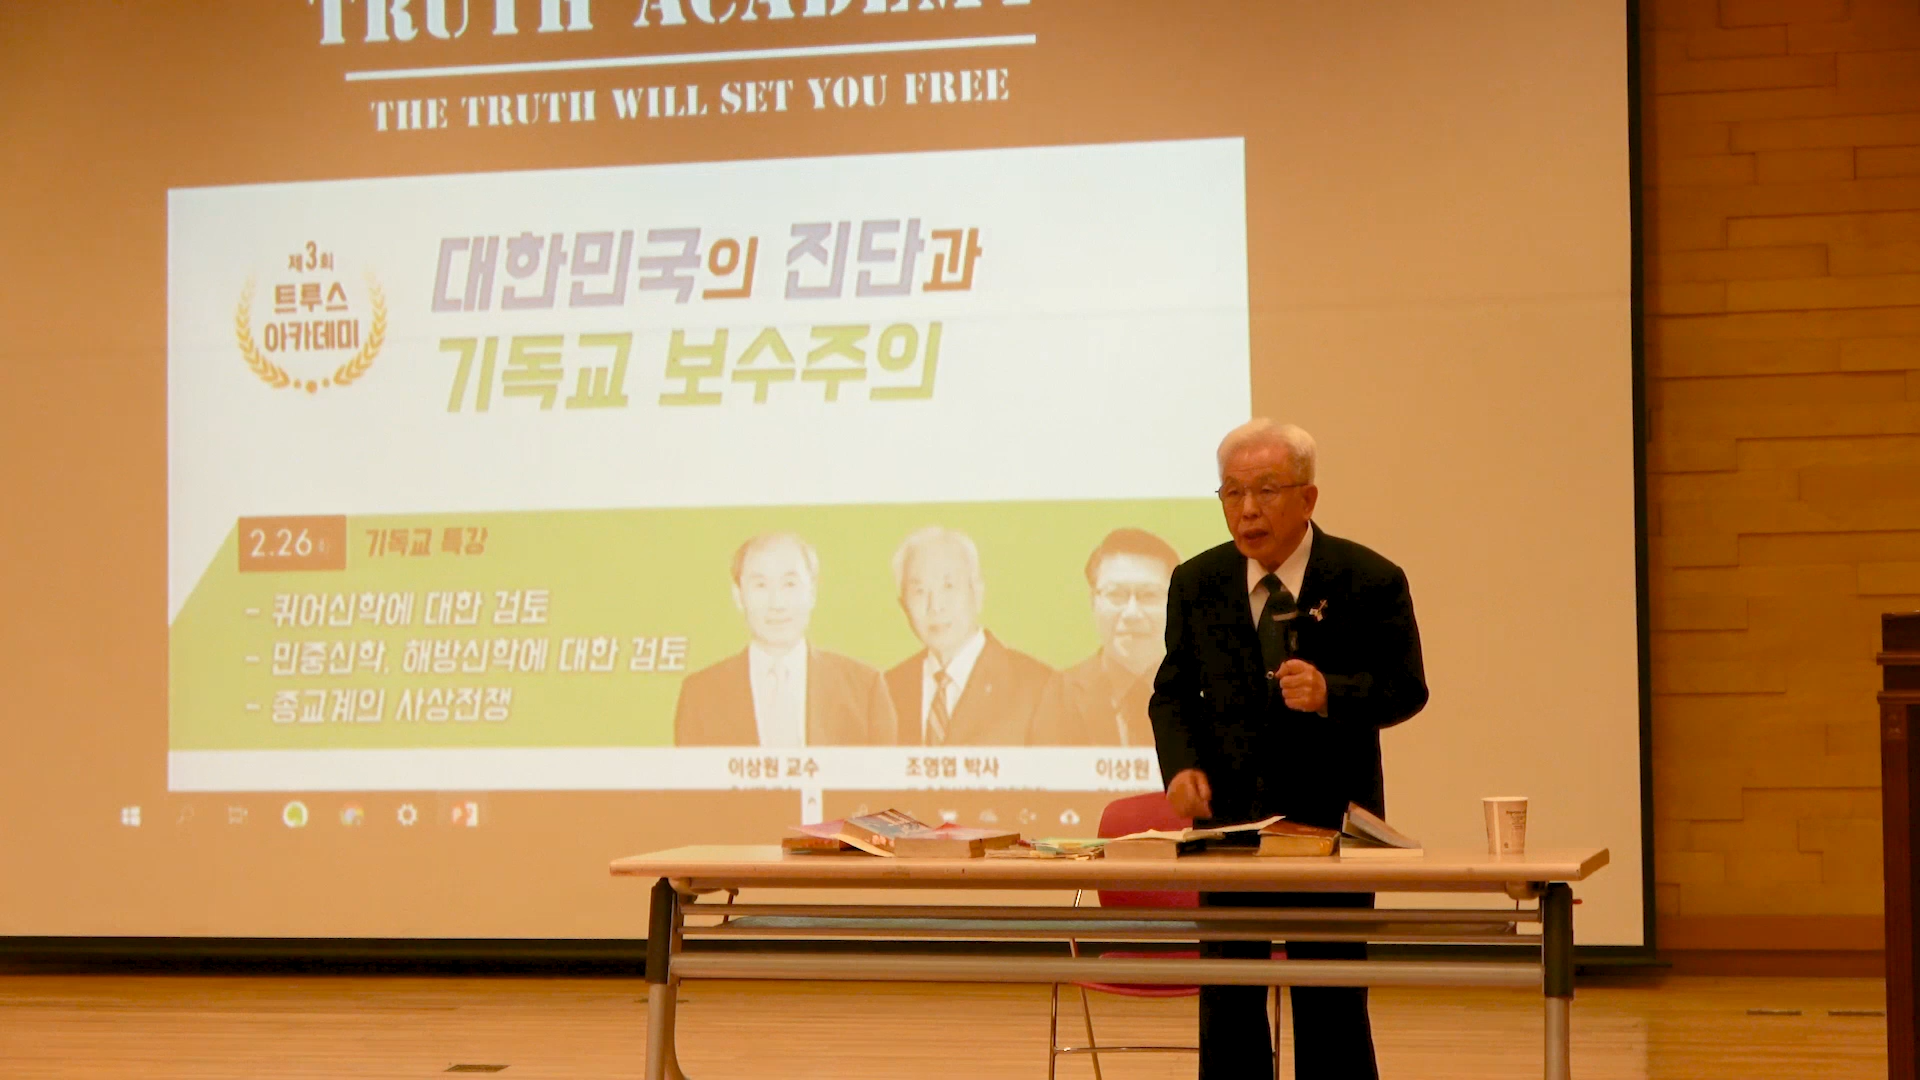 TRUTH ACADEMY
THE TRUTH WILL SET YOU FREE
제3회
트루스
아카데미
대한민국의 진단과
기독교 보수주의
2.26 기독교 특강
- 퀴어신학에 대한 검토
- 민중신학, 해방신학에 대한 검토
- 종교계의 사상전쟁
이상원 교수 조영엽 박사 이상원